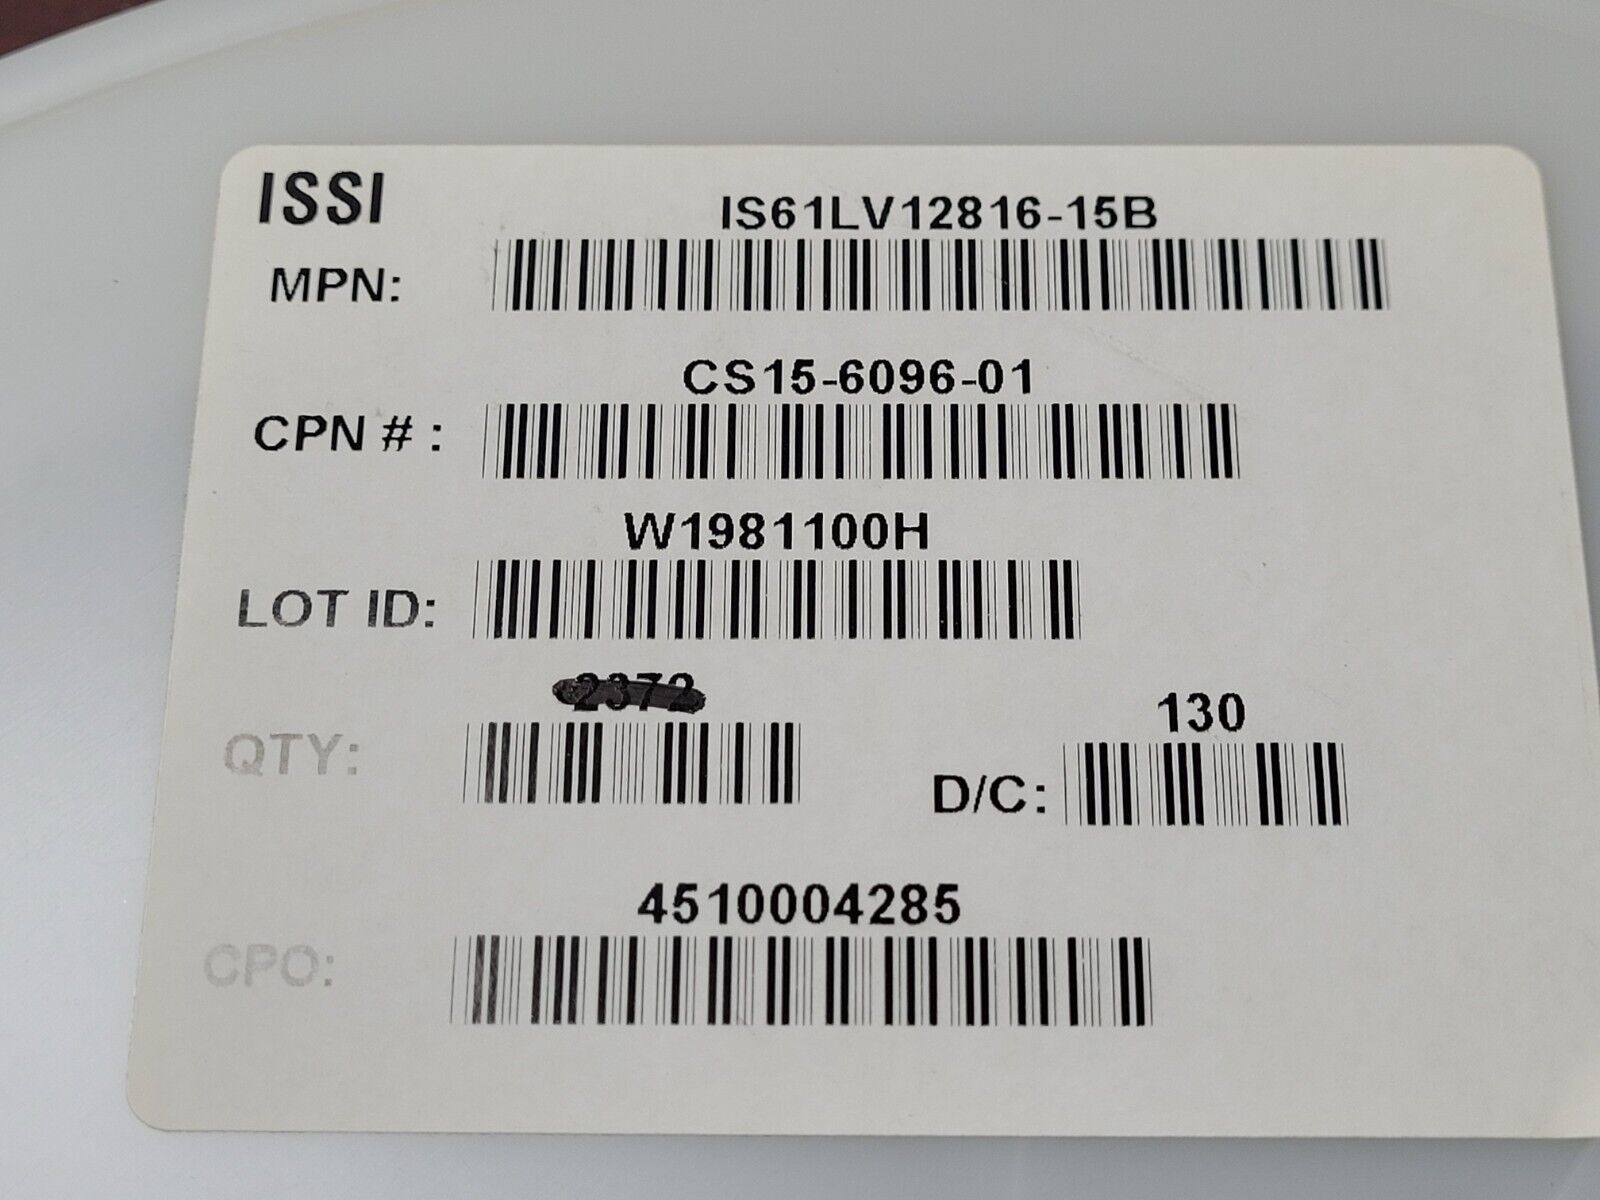 ISSI
IS61LV12816-15B
MPN:
CS15-6096-01
CPN # :
W1981100H
LOT ID:
2372
QTY:
130
D/C:
4510004285
CPO: